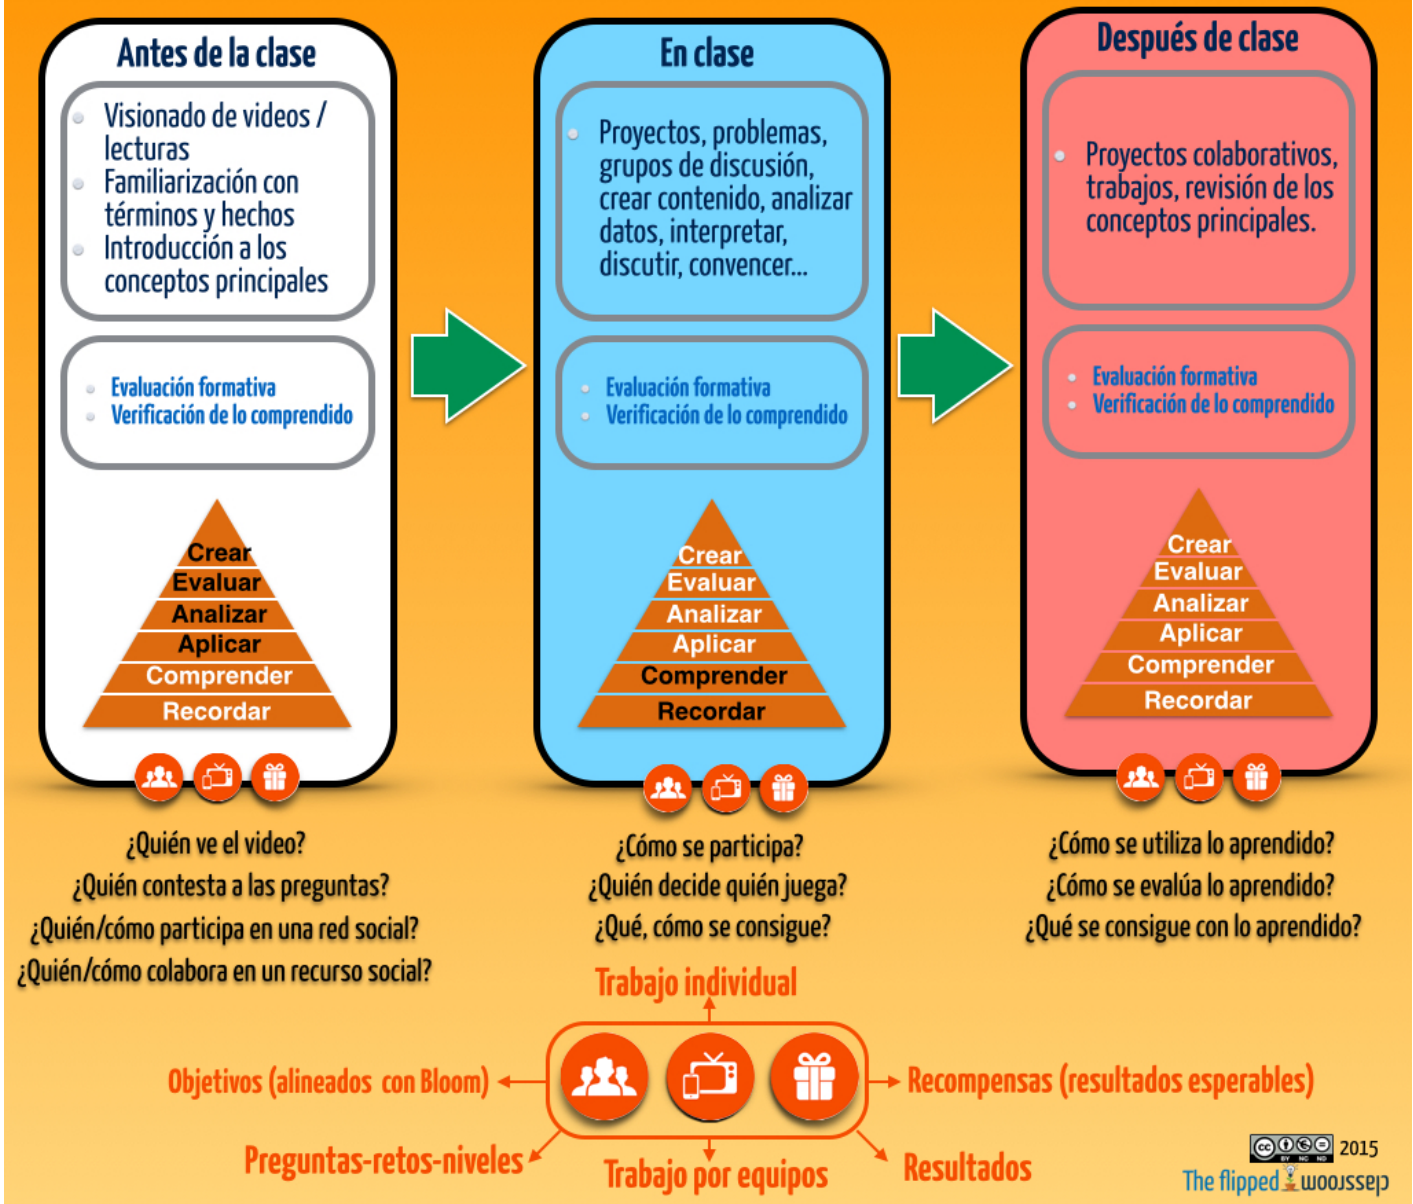 Antes de la clase
Visionado de videos /
lecturas
Familiarización con
términos y hechos
Introducción a los
conceptos principales
Evaluación formativa
Verificación de lo comprendido
Crear
Evaluar
Analizar
Aplicar
Comprender
Recordar
¿Quién ve el video?
¿Quién contesta a las preguntas?
¿Quién/cómo participa en una red social?
¿Quién/cómo colabora en un recurso social?
En clase
Proyectos, problemas,
grupos de discusión,
crear contenido, analizar
datos, interpretar,
discutir, convencer...
Evaluación formativa
Verificación de lo comprendido
Crear
Evaluar
Analizar
Aplicar
Comprender
Recordar
¿Cómo se participa?
¿Quién decide quién juega?
¿Qué, cómo se consigue?
Después de clase
Proyectos colaborativos,
trabajos, revisión de los
conceptos principales.
Evaluación formativa
Verificación de lo comprendido
Crear
Evaluar
Analizar
Aplicar
Comprender
Recordar
¿Cómo se utiliza lo aprendido?
¿Cómo se evalúa lo aprendido?
¿Qué se consigue con lo aprendido?
Trabajo individual
Objetivos (alineados con Bloom)
Recompensas (resultados esperables)
Preguntas-retos-niveles
Trabajo por equipos
Resultados
cc BY NC ND 2015
The flipped classroom